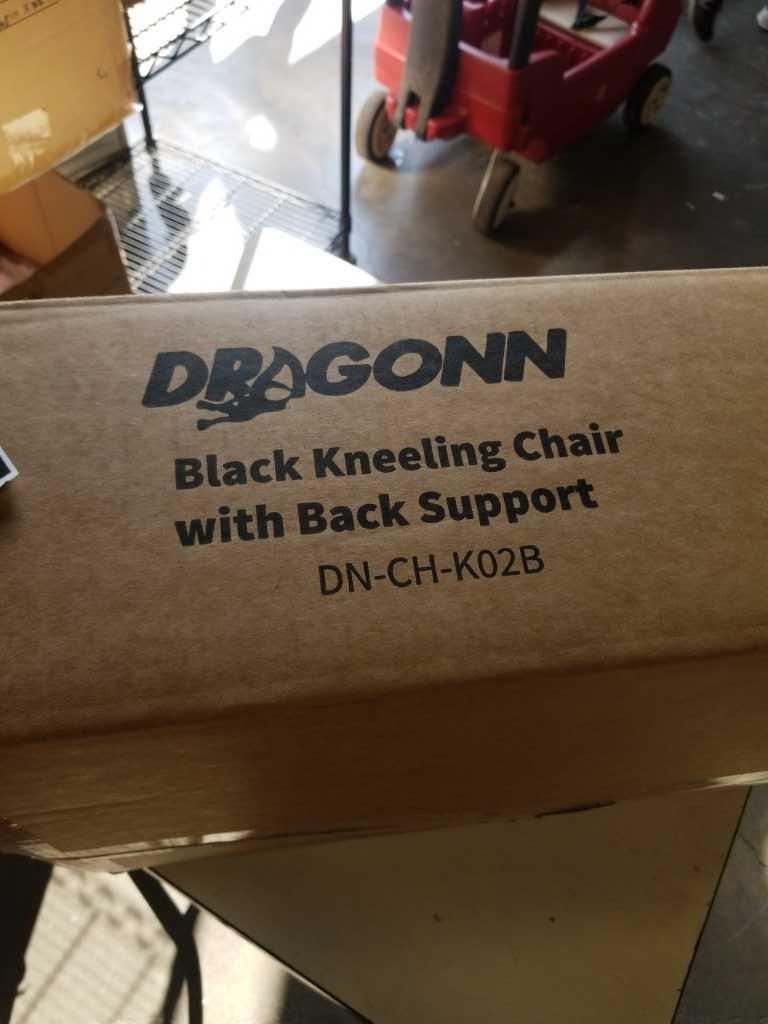 DRAGONN
Black Kneeling Chair
with Back Support
DN-CH-K02B